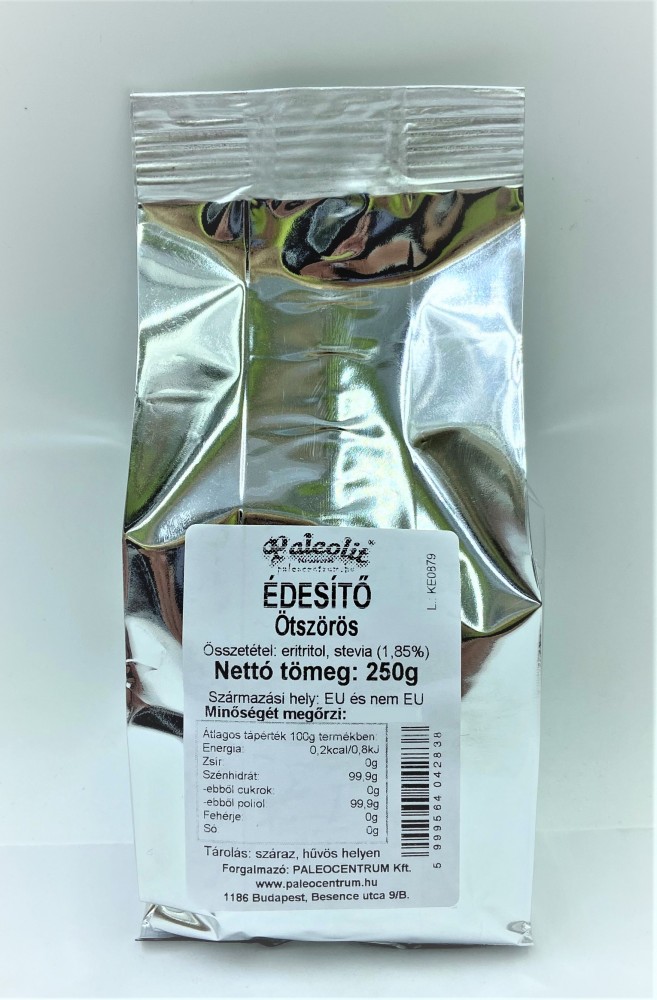 Paleolit
paleocentrum.hu
ÉDESÍTŐ
Ötszörös
Összetétel: eritritol, stevia (1,85%)
Nettó tömeg: 250g
Származási hely: EU és nem EU
Minőségét megőrzi:
Átlagos tápérték 100g termékben:
Energia: 0,2kcal/0,8kJ
Zsír: 0g
Szénhidrát: 99,9g
-ebből cukrok: 0g
-ebből poliol: 99,9g
Fehérje: 0g
Só 0g
Tárolás: száraz, hűvös helyen
Forgalmazó: PALEOCENTRUM Kft.
www.paleocentrum.hu
1186 Budapest, Besence utca 9/B.
L.: KE0879
5 999564 042838